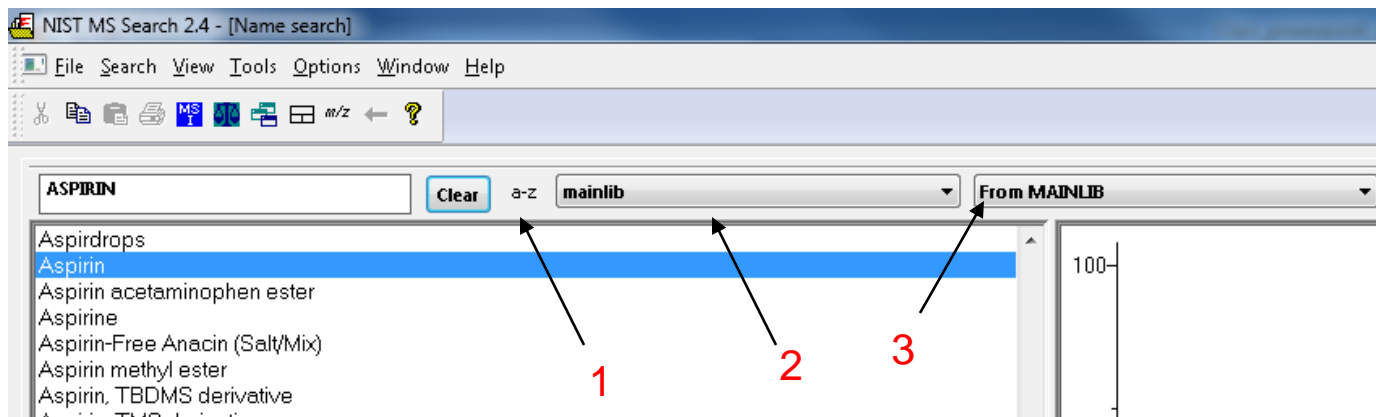 NIST MS Search 2.4 - [Name search]
File Search View Tools Options Window Help
MS I m/z ?
ASPIRIN Clear a-z mainlib From MAINLIB
Aspirdrops
Aspirin
Aspirin acetaminophen ester
Aspirine
Aspirin-Free Anacin (Salt/Mix)
Aspirin methyl ester
Aspirin, TBDMS derivative
100
1
2
3